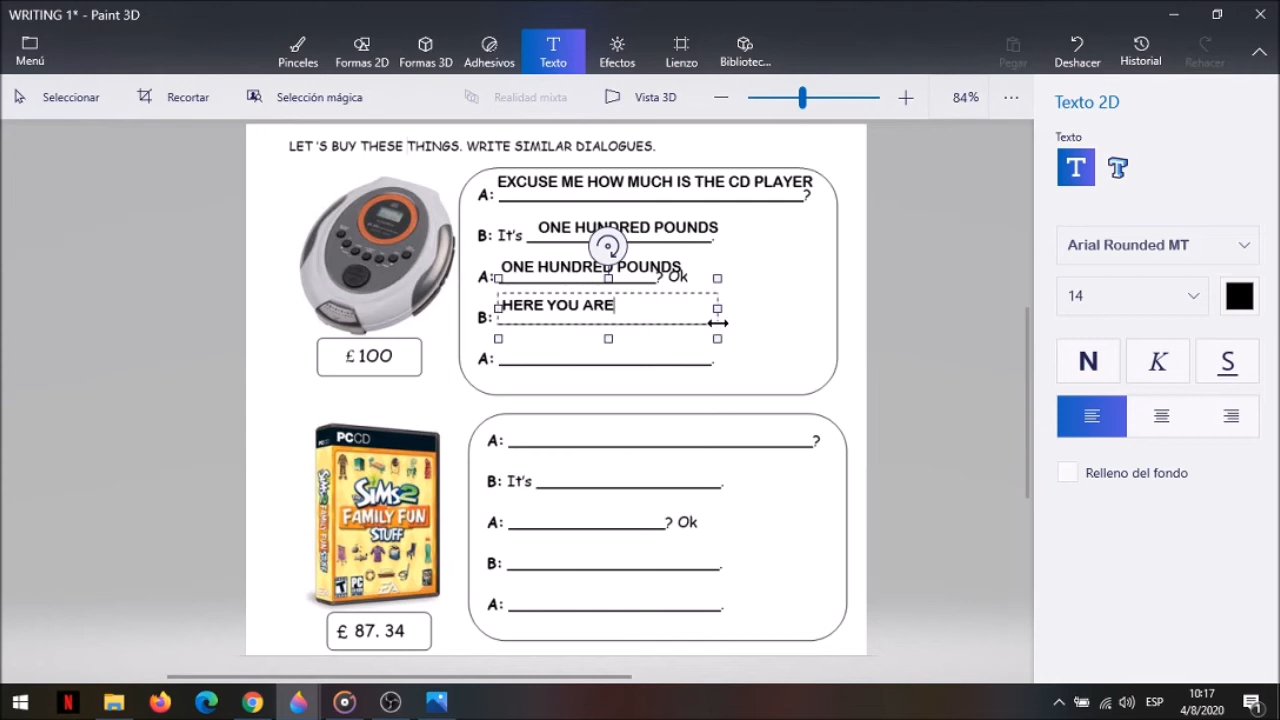 WRITING 1* - Paint 3D
Menú
Pinceles
Formas 2D
Formas 3D
Adhesivos
Texto
Efectos
Lienzo
Bibliotec...
Pegar
Deshacer
Historial
Rehacer
Seleccionar
Recortar
Selección mágica
Realidad mixta
Vista 3D
84%
Texto 2D
Texto
Arial Rounded MT
14
N K S
Relleno del fondo
LET'S BUY THESE THINGS. WRITE SIMILAR DIALOGUES.
EXCUSE ME HOW MUCH IS THE CD PLAYER
A: ?
B: It's ONE HUNDRED POUNDS.
A: ONE HUNDRED POUNDS? Ok
B: HERE YOU ARE
A: .
£ 100
PC CD
SiMS 2
FAMILY FUN
STUFF
EA
£ 87. 34
A: ?
B: It's .
A: ? Ok
B: .
A: .
ESP
10:17
4/8/2020